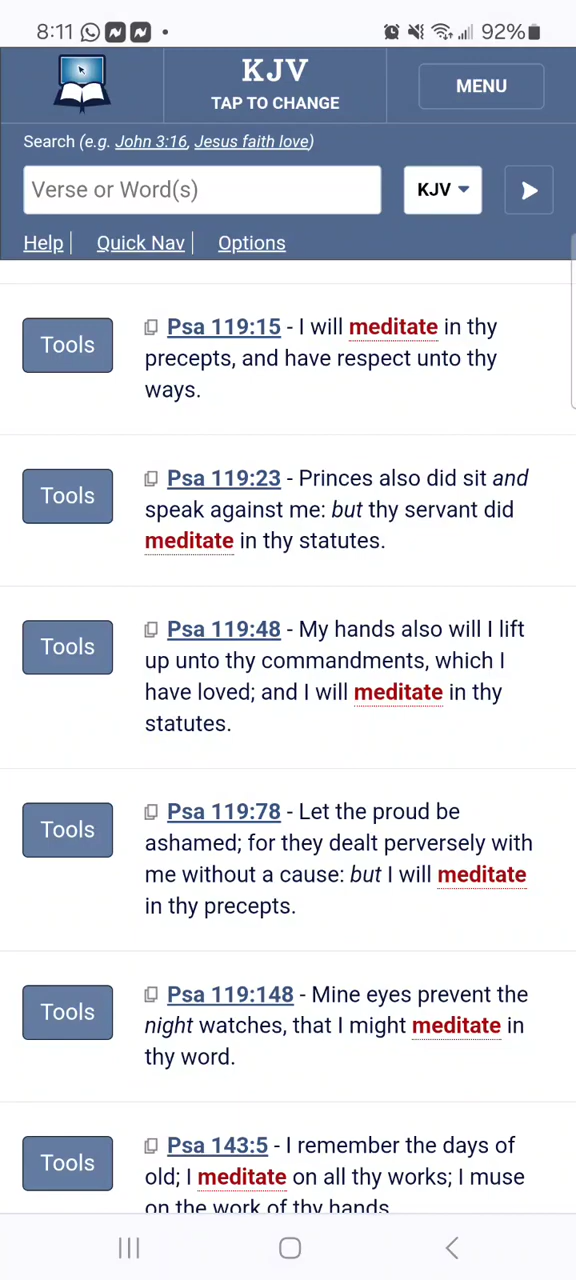 8:11 92%
KJV
TAP TO CHANGE
MENU
Search (e.g. John 3:16, Jesus faith love)
Verse or Word(s)
KJV
Help | Quick Nav | Options
Tools
Psa 119:15 - I will meditate in thy
precepts, and have respect unto thy
ways.
Tools
Psa 119:23 - Princes also did sit and
speak against me: but thy servant did
meditate in thy statutes.
Tools
Psa 119:48 - My hands also will I lift
up unto thy commandments, which I
have loved; and I will meditate in thy
statutes.
Tools
Psa 119:78 - Let the proud be
ashamed; for they dealt perversely with
me without a cause: but I will meditate
in thy precepts.
Tools
Psa 119:148 - Mine eyes prevent the
night watches, that I might meditate in
thy word.
Tools
Psa 143:5 - I remember the days of
old; I meditate on all thy works; I muse
on the work of thy hands.